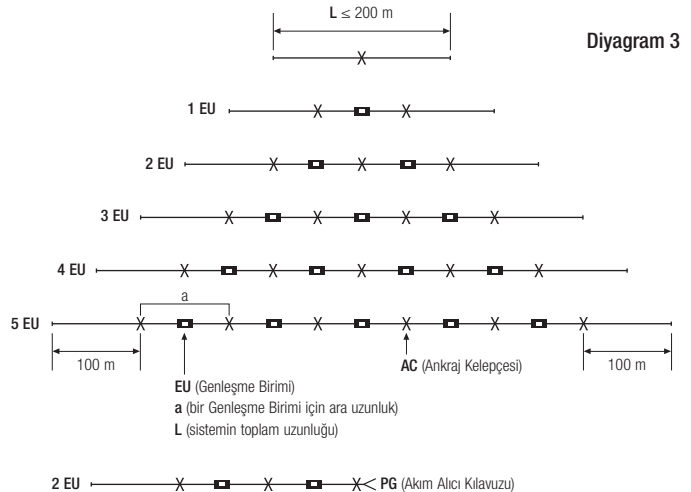 L ≤ 200 m
Diyagram 3
1 EU
2 EU
3 EU
4 EU
a
5 EU
100 m
100 m
EU (Genleşme Birimi)
AC (Ankraj Kelepçesi)
a (bir Genleşme Birimi için ara uzunluk)
L (sistemin toplam uzunluğu)
2 EU
PG (Akım Alıcı Kılavuzu)